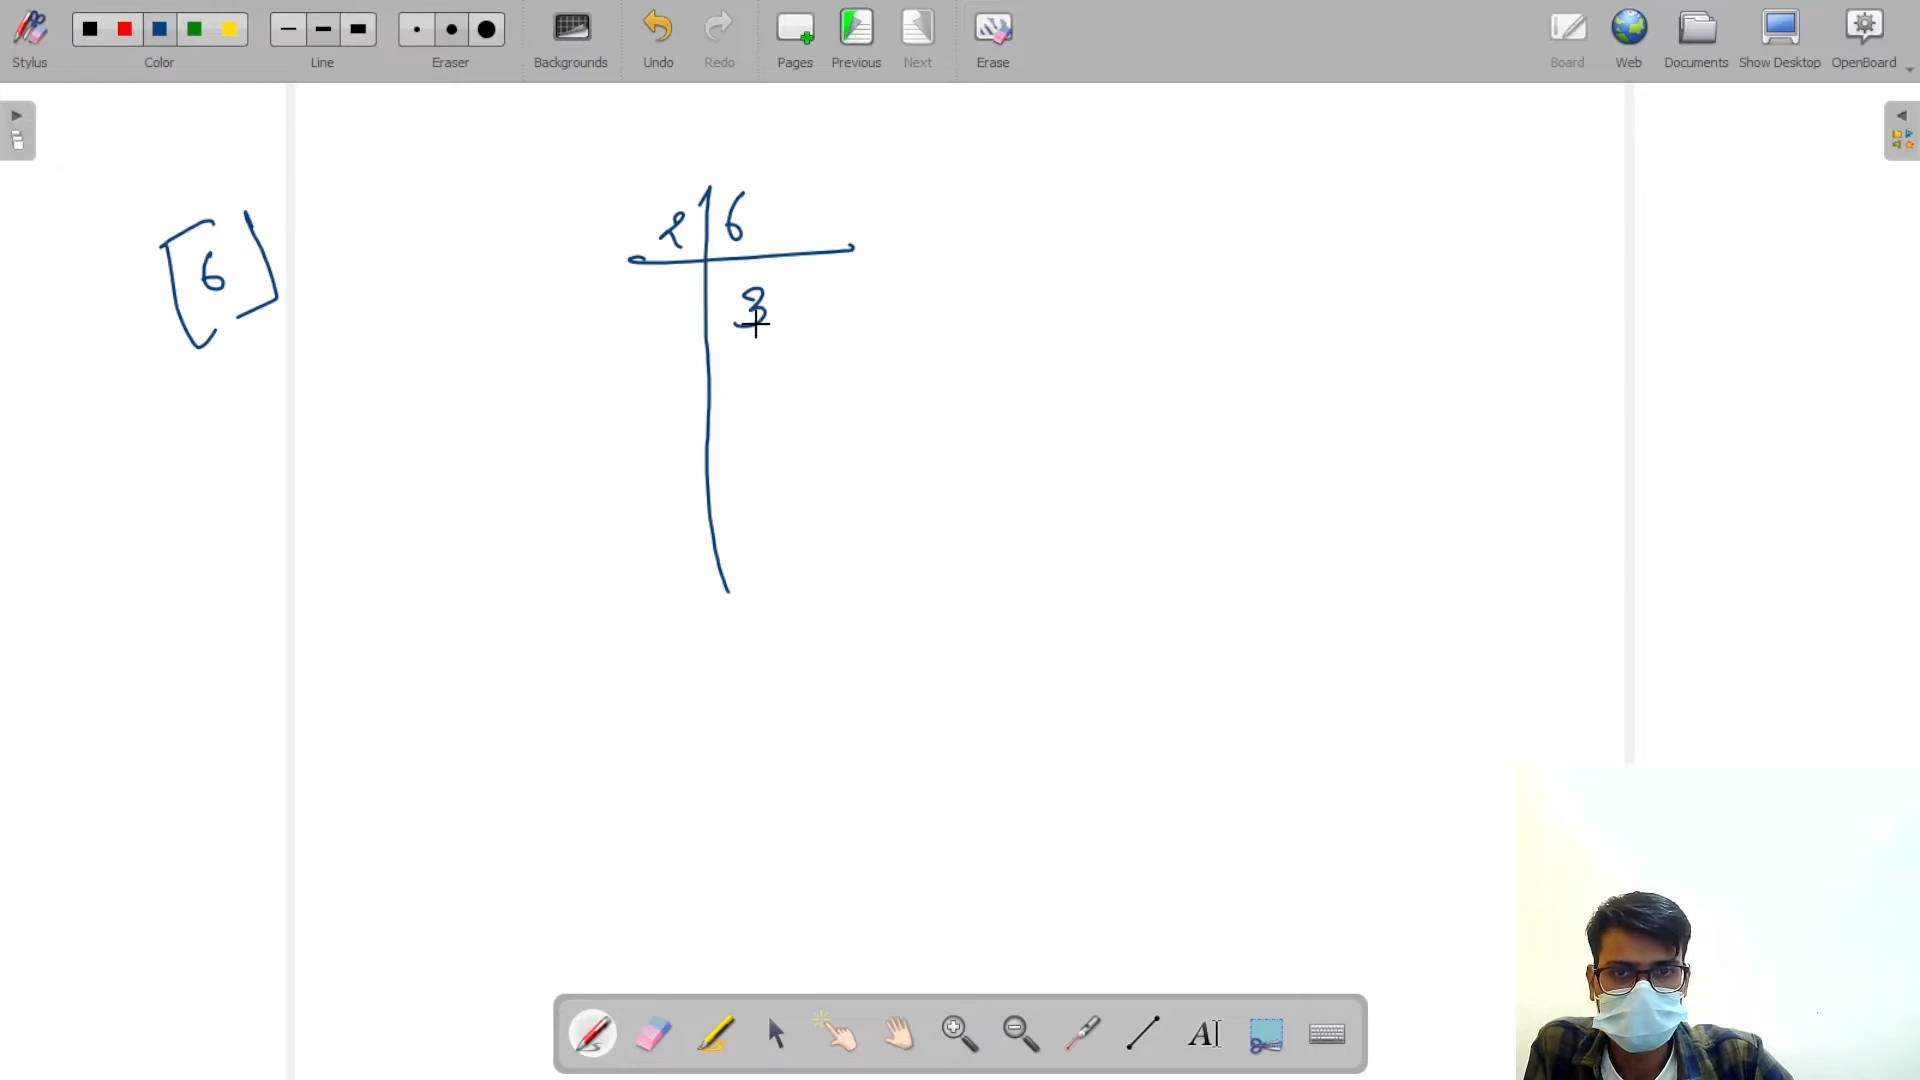 Stylus Color Line Eraser Backgrounds Undo Redo Pages Previous Next Erase Board Web Documents Show Desktop OpenBoard
2 6
6
3
A